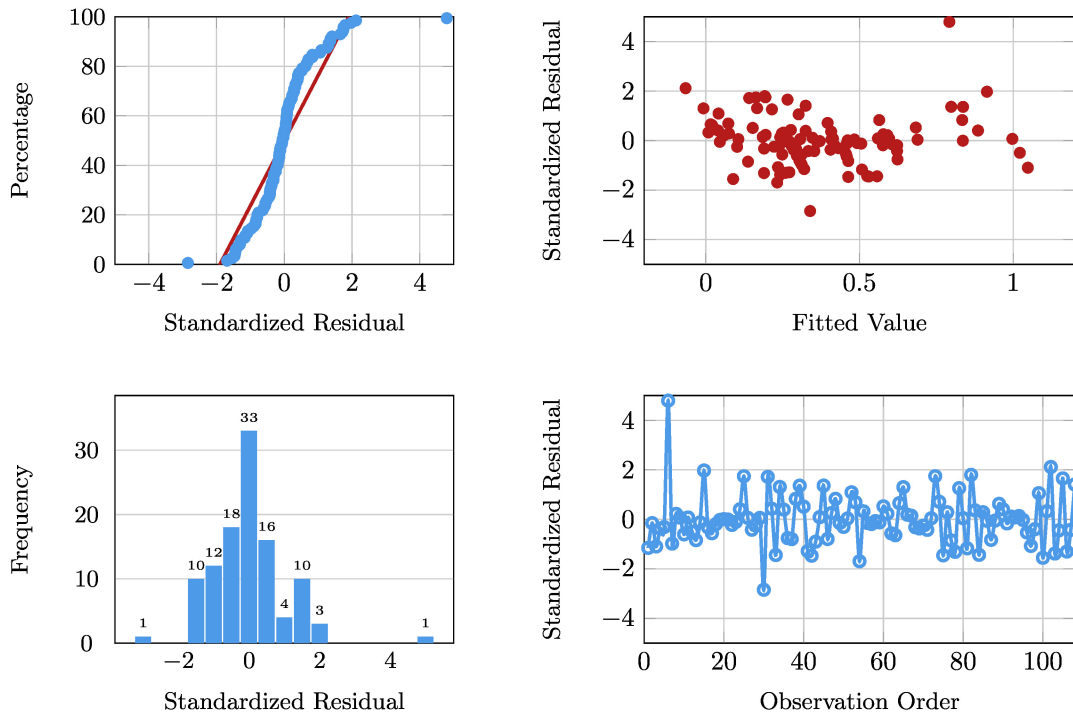 100
80
60
40
20
0
−4 −2 0 2 4
Percentage
Standardized Residual
4
2
0
−2
−4
0 0.5 1
Standardized Residual
Fitted Value
30
20
10
0
1 10 12 18 33 16 4 10 3 1
−2 0 2 4
Frequency
Standardized Residual
4
2
0
−2
−4
0 20 40 60 80 100
Standardized Residual
Observation Order